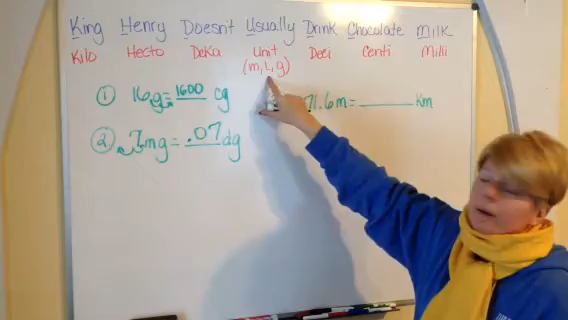 King Henry Doesn't Usually Drink Chocolate Milk
Kilo Hecto Deka Unit Deci Centi Milli
(m, L, g)
① 16g = 1600 cg 71.6m = ______ Km
② .7mg = .07 dg